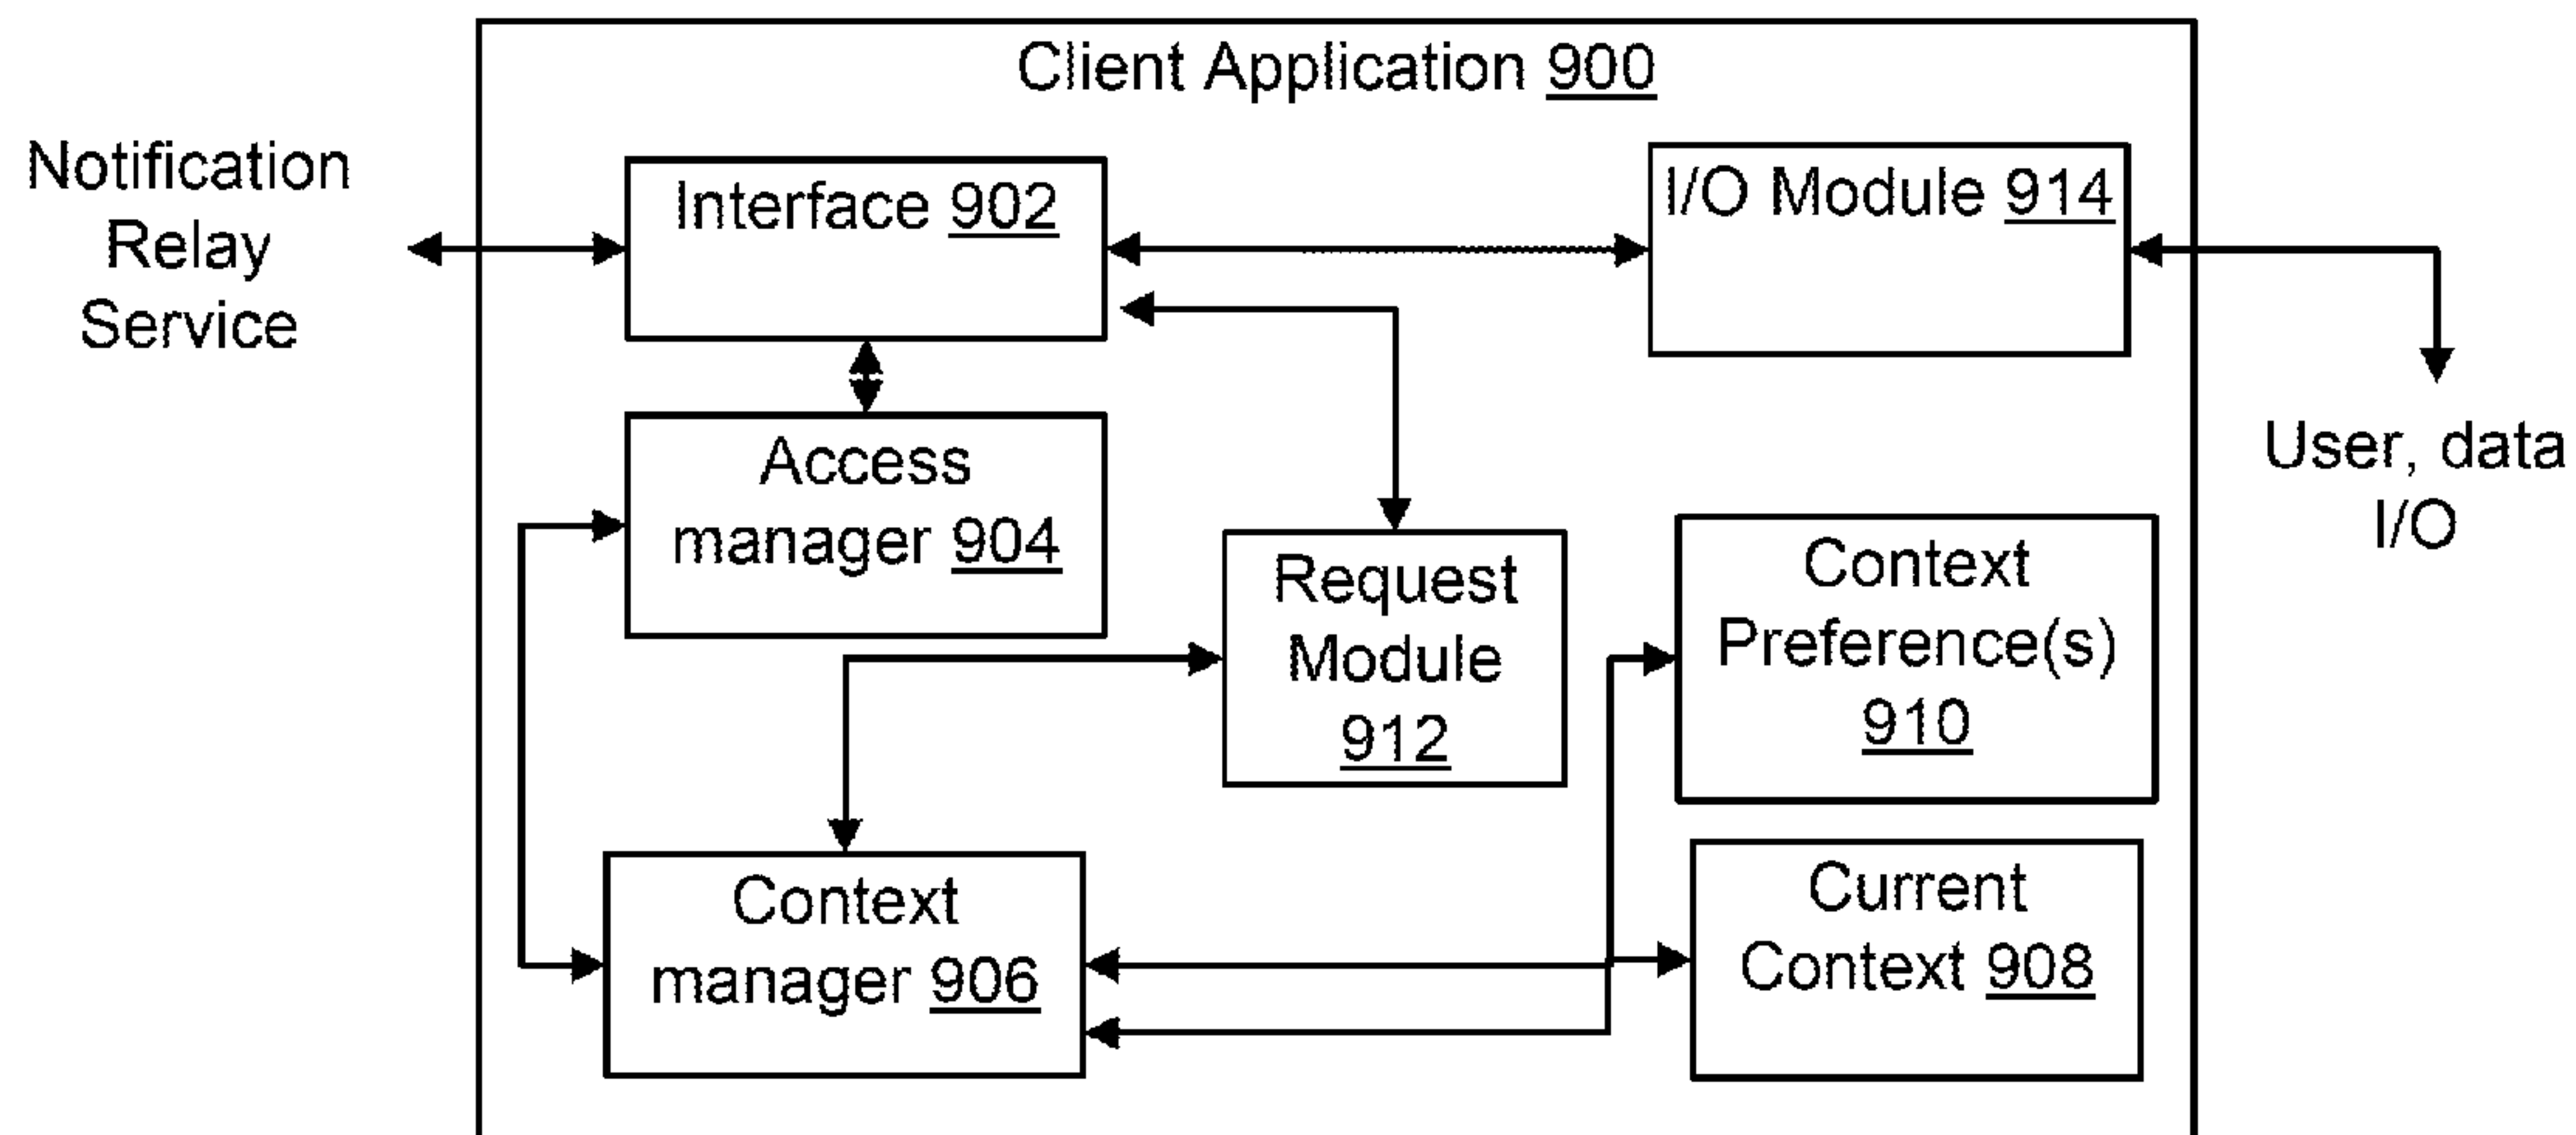 Client Application 900
Notification
Relay
Service
Interface 902
I/O Module 914
Access
manager 904
Request
Module
912
Context
Preference(s)
910
User, data
I/O
Context
manager 906
Current
Context 908